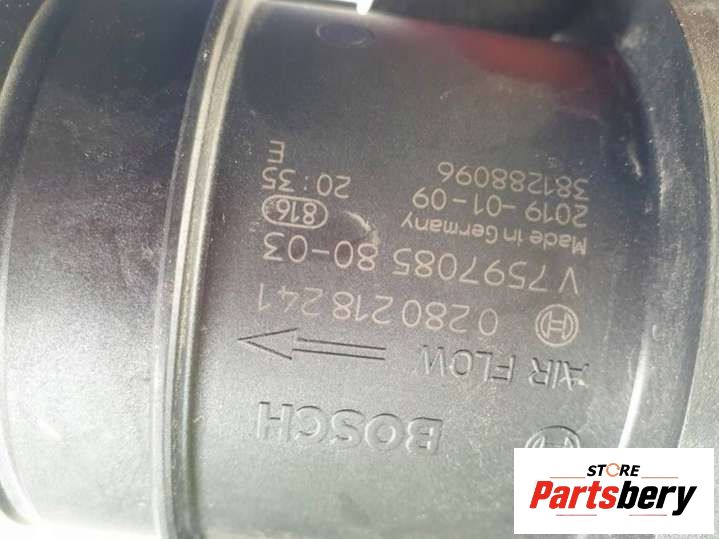 BOSCH
AIR FLOW
0 280 218 241
V 7597085 80-03
Made in Germany
816
2019-01-09
20:35
381288096
E
STORE
Partsbery